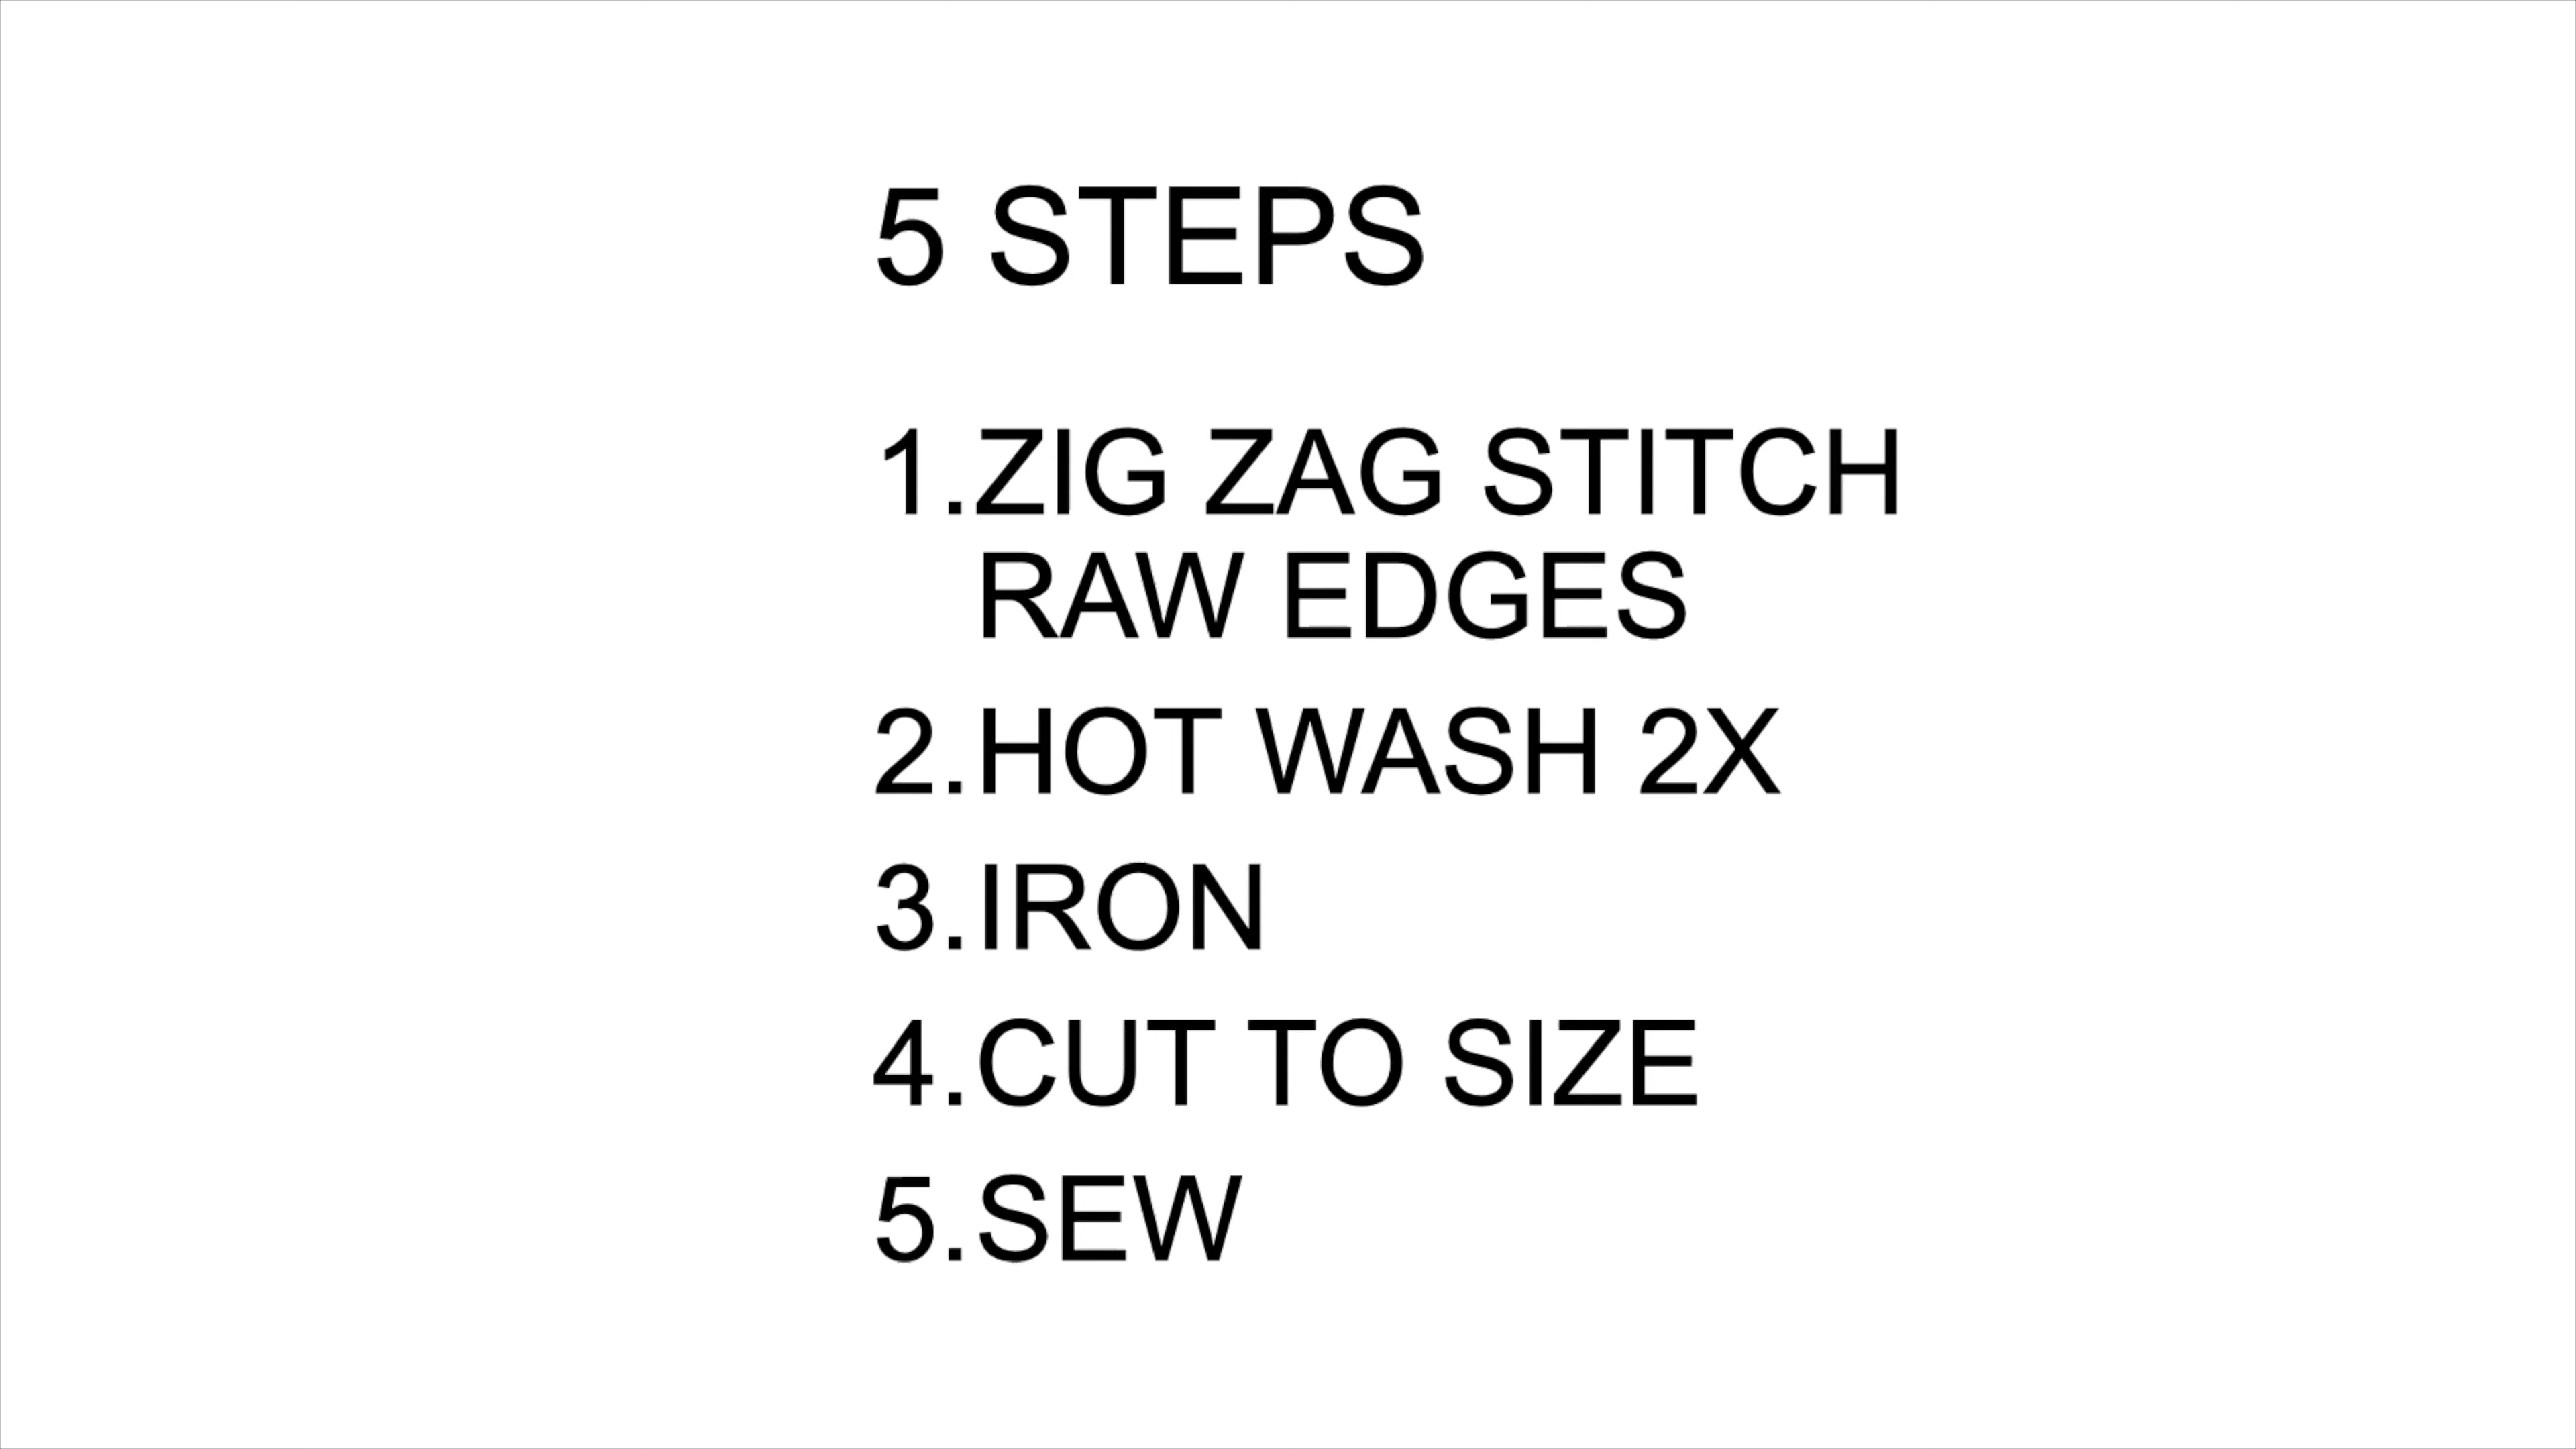 5 STEPS
1.ZIG ZAG STITCH
RAW EDGES
2.HOT WASH 2X
3.IRON
4.CUT TO SIZE
5.SEW